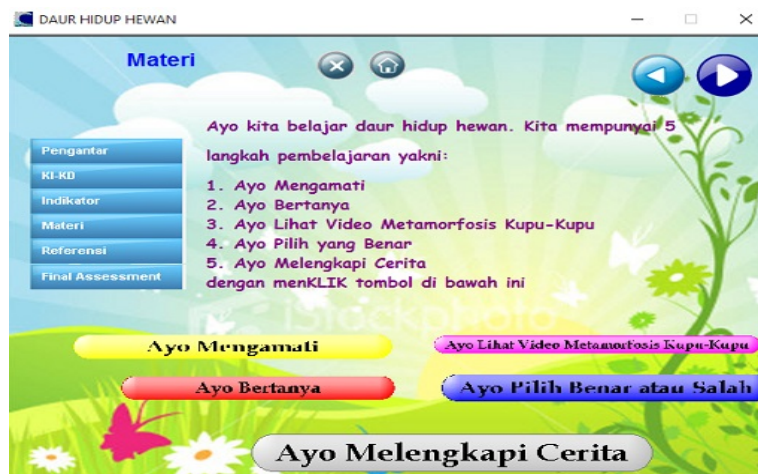 DAUR HIDUP HEWAN
Materi
Pengantar
KI-KD
Indikator
Materi
Referensi
Final Assessment
Ayo kita belajar daur hidup hewan. Kita mempunyai 5
langkah pembelajaran yakni:
1. Ayo Mengamati
2. Ayo Bertanya
3. Ayo Lihat Video Metamorfosis Kupu-Kupu
4. Ayo Pilih yang Benar
5. Ayo Melengkapi Cerita
dengan menKLIK tombol di bawah ini
iStockphoto
Ayo Mengamati
Ayo Lihat Video Metamorfosis Kupu-Kupu
Ayo Bertanya
Ayo Pilih Benar atau Salah
Ayo Melengkapi Cerita